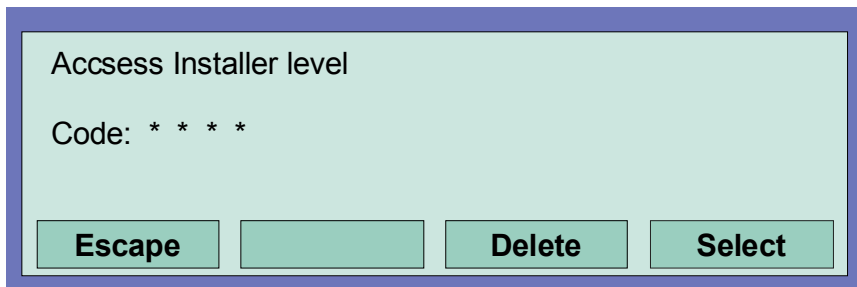 Accsess Installer level
Code: * * * *
Escape Delete Select